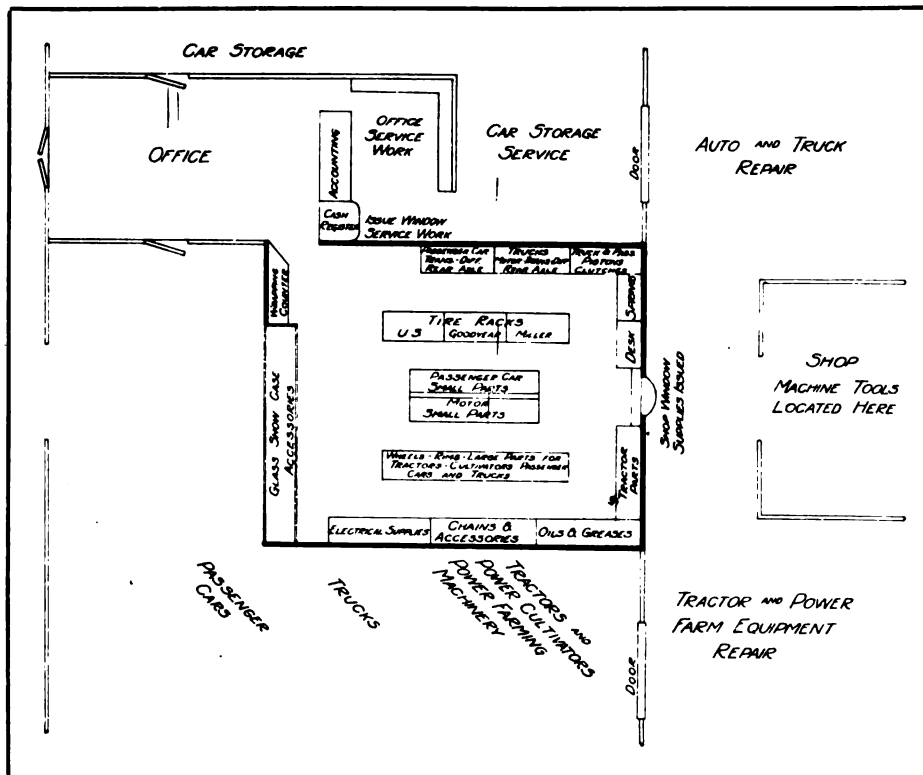 CAR STORAGE
OFFICE
ACCOUNTING
OFFICE
SERVICE
WORK
CAR STORAGE
SERVICE
DOOR
AUTO AND TRUCK
REPAIR
CASH
REGISTER
ISSUE WINDOW
SERVICE WORK
PASSENGER CAR
TRANS. DIFF.
REAR AXLE
TRUCKS
MOTOR TRANS. DIFF
REAR AXLE
TRUCK & PASS
PISTONS
CLUTCHES
WRAPPING
COUNTER
SPRING
TIRE RACKS
U S
GOODYEAR
MILLER
DESK
PASSENGER CAR
SMALL PARTS
MOTOR
SMALL PARTS
SHOP WINDOW
SUPPLIES ISSUED
SHOP
MACHINE TOOLS
LOCATED HERE
GLASS SHOW CASE
ACCESSORIES
WHEELS - RIMS - LARGE PARTS FOR
TRACTORS - CULTIVATORS PASSENGER
CARS AND TRUCKS
TRACTOR
PARTS
ELECTRICAL SUPPLIES
CHAINS &
ACCESSORIES
OILS & GREASES
PASSENGER
CARS
TRUCKS
TRACTORS AND
POWER CULTIVATORS
POWER FARMING
MACHINERY
TRACTOR AND POWER
FARM EQUIPMENT
REPAIR
DOOR